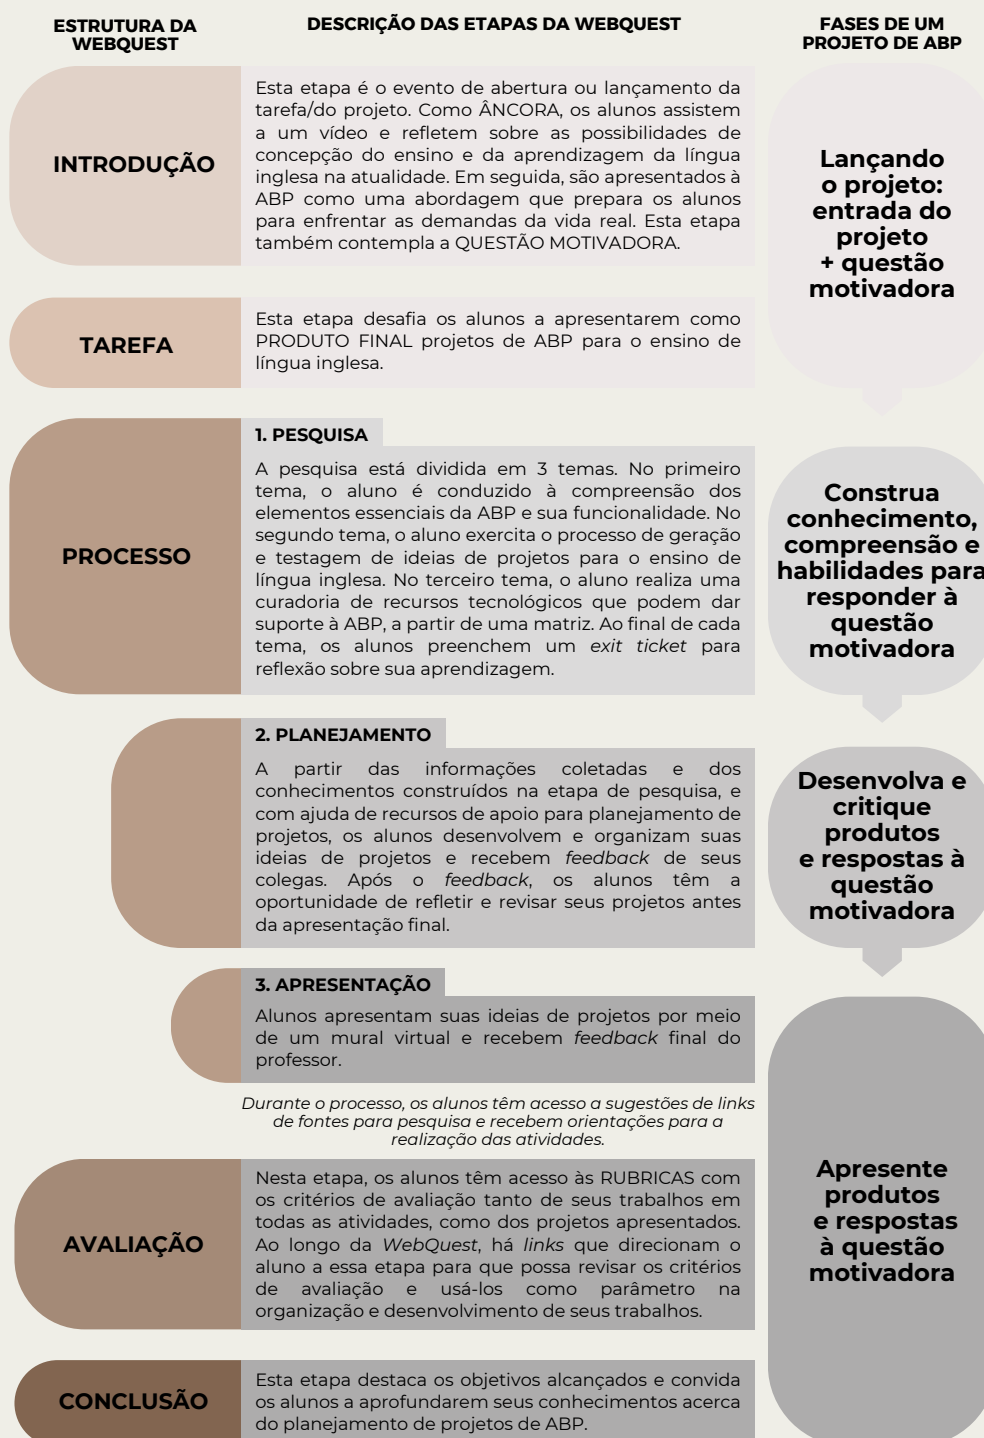 ESTRUTURA DA
WEBQUEST
DESCRIÇÃO DAS ETAPAS DA WEBQUEST
FASES DE UM
PROJETO DE ABP
INTRODUÇÃO
Esta etapa é o evento de abertura ou lançamento da
tarefa/do projeto. Como ÂNCORA, os alunos assistem
a um vídeo e refletem sobre as possibilidades de
concepção do ensino e da aprendizagem da língua
inglesa na atualidade. Em seguida, são apresentados à
ABP como uma abordagem que prepara os alunos
para enfrentar as demandas da vida real. Esta etapa
também contempla a QUESTÃO MOTIVADORA.
Lançando
o projeto:
entrada do
projeto
+ questão
motivadora
TAREFA
Esta etapa desafia os alunos a apresentarem como
PRODUTO FINAL projetos de ABP para o ensino de
língua inglesa.
PROCESSO
1. PESQUISA
A pesquisa está dividida em 3 temas. No primeiro
tema, o aluno é conduzido à compreensão dos
elementos essenciais da ABP e sua funcionalidade. No
segundo tema, o aluno exercita o processo de geração
e testagem de ideias de projetos para o ensino de
língua inglesa. No terceiro tema, o aluno realiza uma
curadoria de recursos tecnológicos que podem dar
suporte à ABP, a partir de uma matriz. Ao final de cada
tema, os alunos preenchem um exit ticket para
reflexão sobre sua aprendizagem.
Construa
conhecimento,
compreensão e
habilidades para
responder à
questão
motivadora
2. PLANEJAMENTO
A partir das informações coletadas e dos
conhecimentos construídos na etapa de pesquisa, e
com ajuda de recursos de apoio para planejamento de
projetos, os alunos desenvolvem e organizam suas
ideias de projetos e recebem feedback de seus
colegas. Após o feedback, os alunos têm a
oportunidade de refletir e revisar seus projetos antes
da apresentação final.
Desenvolva e
critique
produtos
e respostas à
questão
motivadora
3. APRESENTAÇÃO
Alunos apresentam suas ideias de projetos por meio
de um mural virtual e recebem feedback final do
professor.
Durante o processo, os alunos têm acesso a sugestões de links
de fontes para pesquisa e recebem orientações para a
realização das atividades.
AVALIAÇÃO
Nesta etapa, os alunos têm acesso às RUBRICAS com
os critérios de avaliação tanto de seus trabalhos em
todas as atividades, como dos projetos apresentados.
Ao longo da WebQuest, há links que direcionam o
aluno a essa etapa para que possa revisar os critérios
de avaliação e usá-los como parâmetro na
organização e desenvolvimento de seus trabalhos.
Apresente
produtos
e respostas
à questão
motivadora
CONCLUSÃO
Esta etapa destaca os objetivos alcançados e convida
os alunos a aprofundarem seus conhecimentos acerca
do planejamento de projetos de ABP.